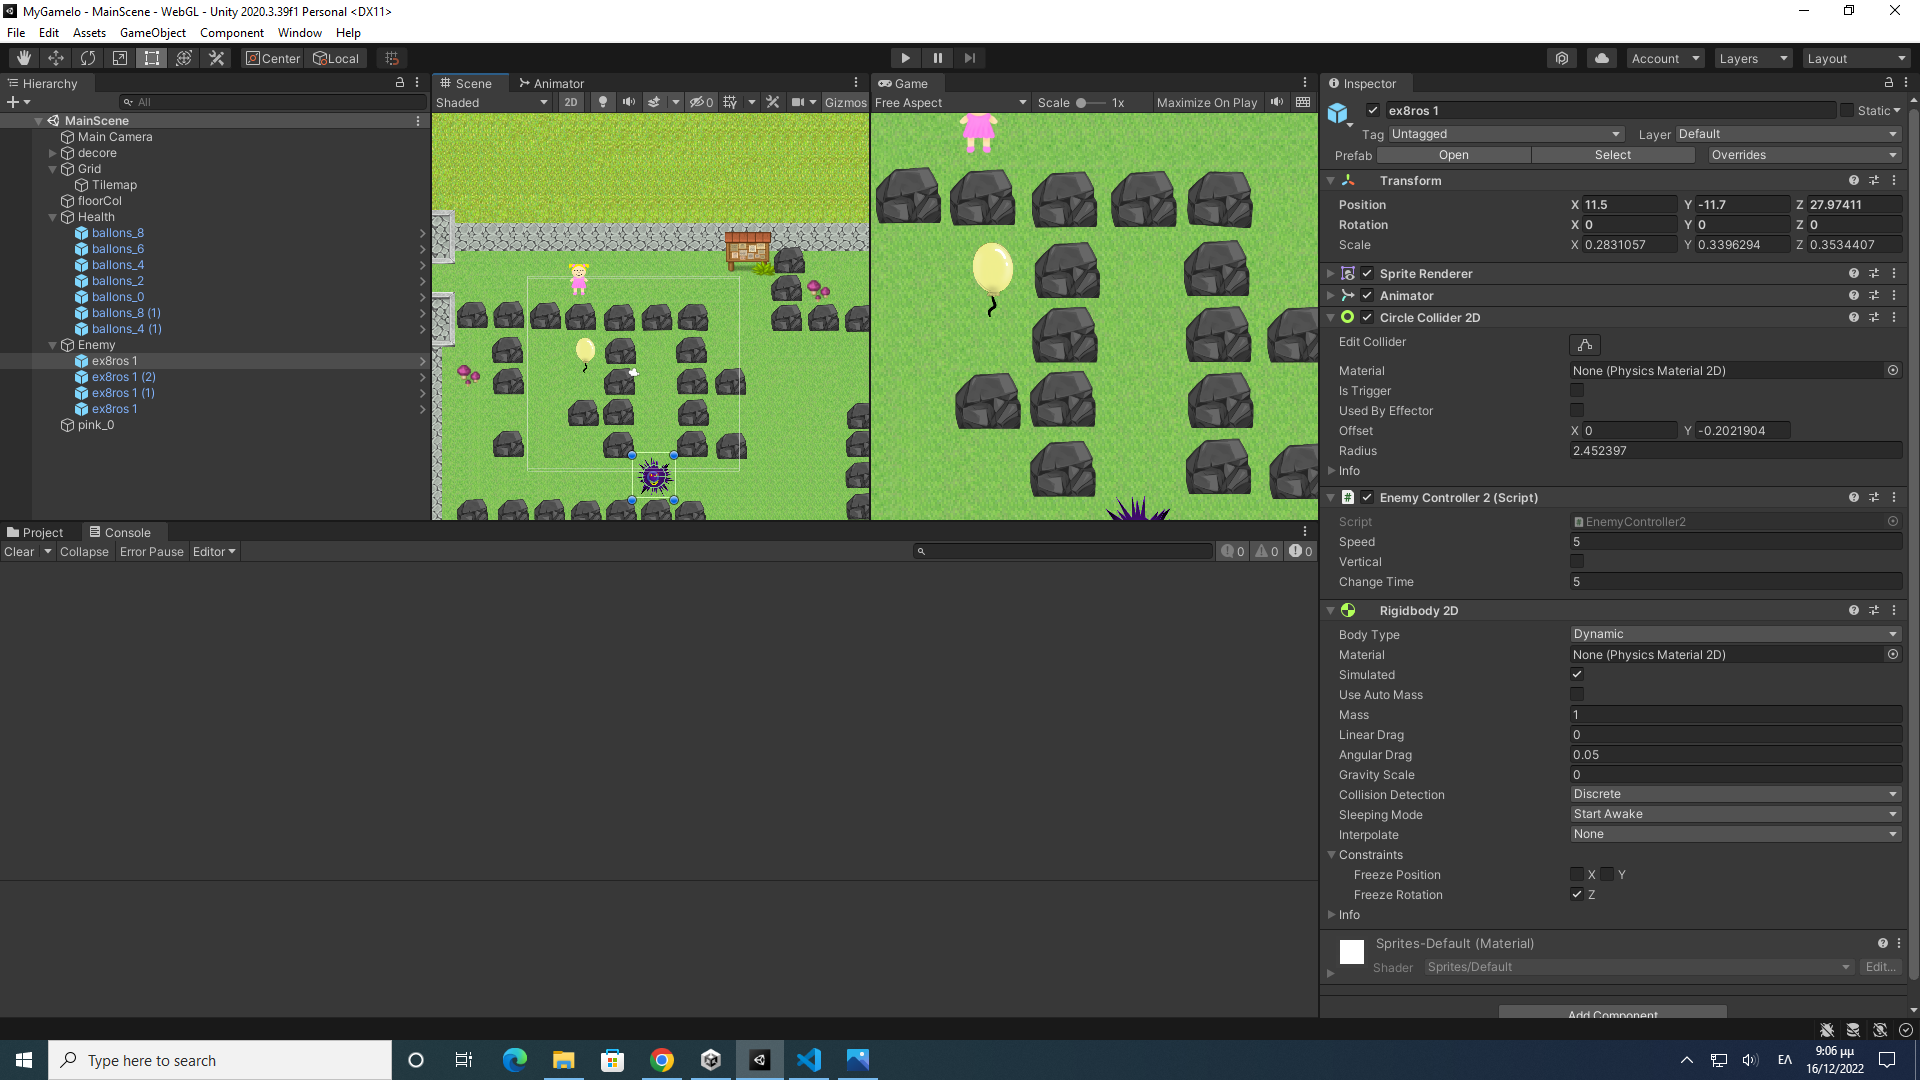 MyGamelo - MainScene - WebGL - Unity 2020.3.39f1 Personal <DX11>
File Edit Assets GameObject Component Window Help
Center Local Account Layers Layout
Hierarchy
All
MainScene
Main Camera
decore
Grid
Tilemap
floorCol
Health
ballons_8
ballons_6
ballons_4
ballons_2
ballons_0
ballons_8 (1)
ballons_4 (1)
Enemy
ex8ros 1
ex8ros 1 (2)
ex8ros 1 (1)
ex8ros 1
pink_0
Scene Animator
Shaded 2D 0 Gizmos
Game
Free Aspect Scale 1x Maximize On Play
Project Console
Clear Collapse Error Pause Editor 0 0 0
Inspector
ex8ros 1 Static
Tag Untagged Layer Default
Prefab Open Select Overrides
Transform
Position X 11.5 Y -11.7 Z 27.97411
Rotation X 0 Y 0 Z 0
Scale X 0.2831057 Y 0.3396294 Z 0.3534407
Sprite Renderer
Animator
Circle Collider 2D
Edit Collider
Material None (Physics Material 2D)
Is Trigger
Used By Effector
Offset X 0 Y -0.2021904
Radius 2.452397
Info
Enemy Controller 2 (Script)
Script EnemyController2
Speed 5
Vertical
Change Time 5
Rigidbody 2D
Body Type Dynamic
Material None (Physics Material 2D)
Simulated
Use Auto Mass
Mass 1
Linear Drag 0
Angular Drag 0.05
Gravity Scale 0
Collision Detection Discrete
Sleeping Mode Start Awake
Interpolate None
Constraints
Freeze Position X Y
Freeze Rotation Z
Info
Sprites-Default (Material)
Shader Sprites/Default Edit...
Add Component
Type here to search
ΕΛ
9:06 μμ
16/12/2022